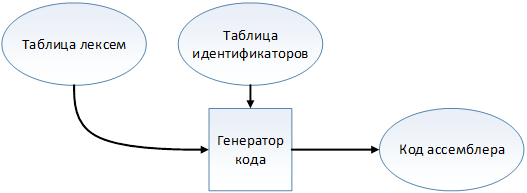 Таблица лексем
Таблица
идентификаторов
Генератор
кода
Код ассемблера